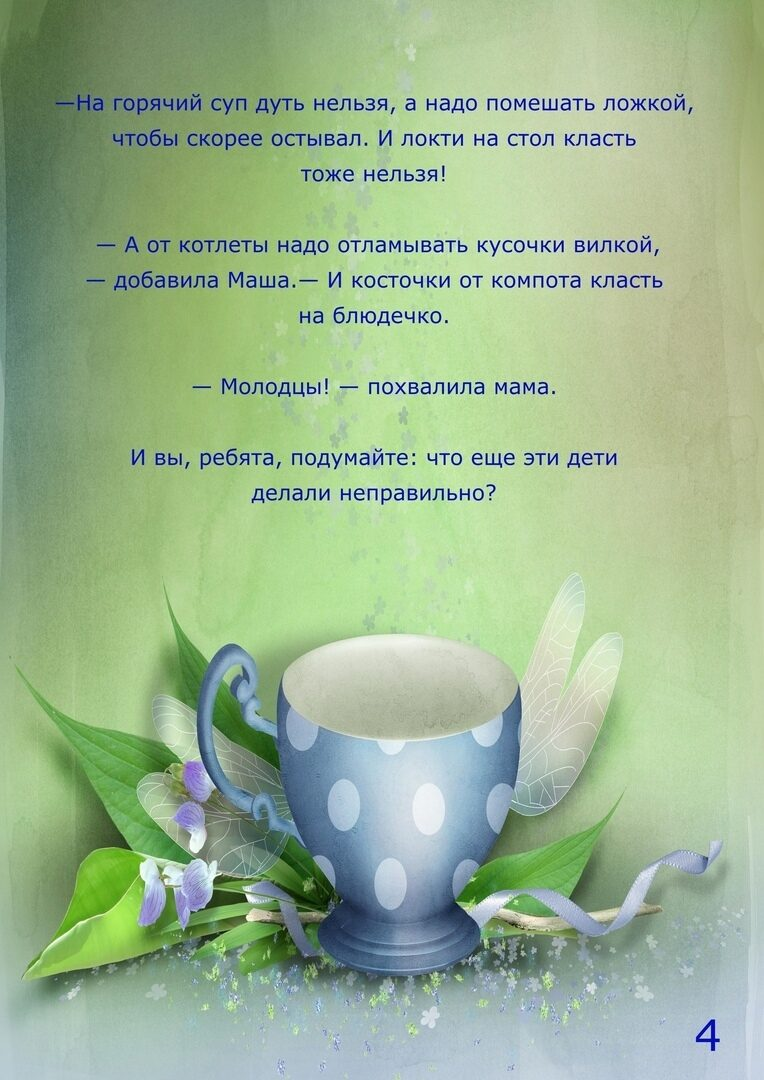 —На горячий суп дуть нельзя, а надо помешать ложкой,
чтобы скорее остывал. И локти на стол класть
тоже нельзя!
— А от котлеты надо отламывать кусочки вилкой,
— добавила Маша.— И косточки от компота класть
на блюдечко.
— Молодцы! — похвалила мама.
И вы, ребята, подумайте: что еще эти дети
делали неправильно?
4